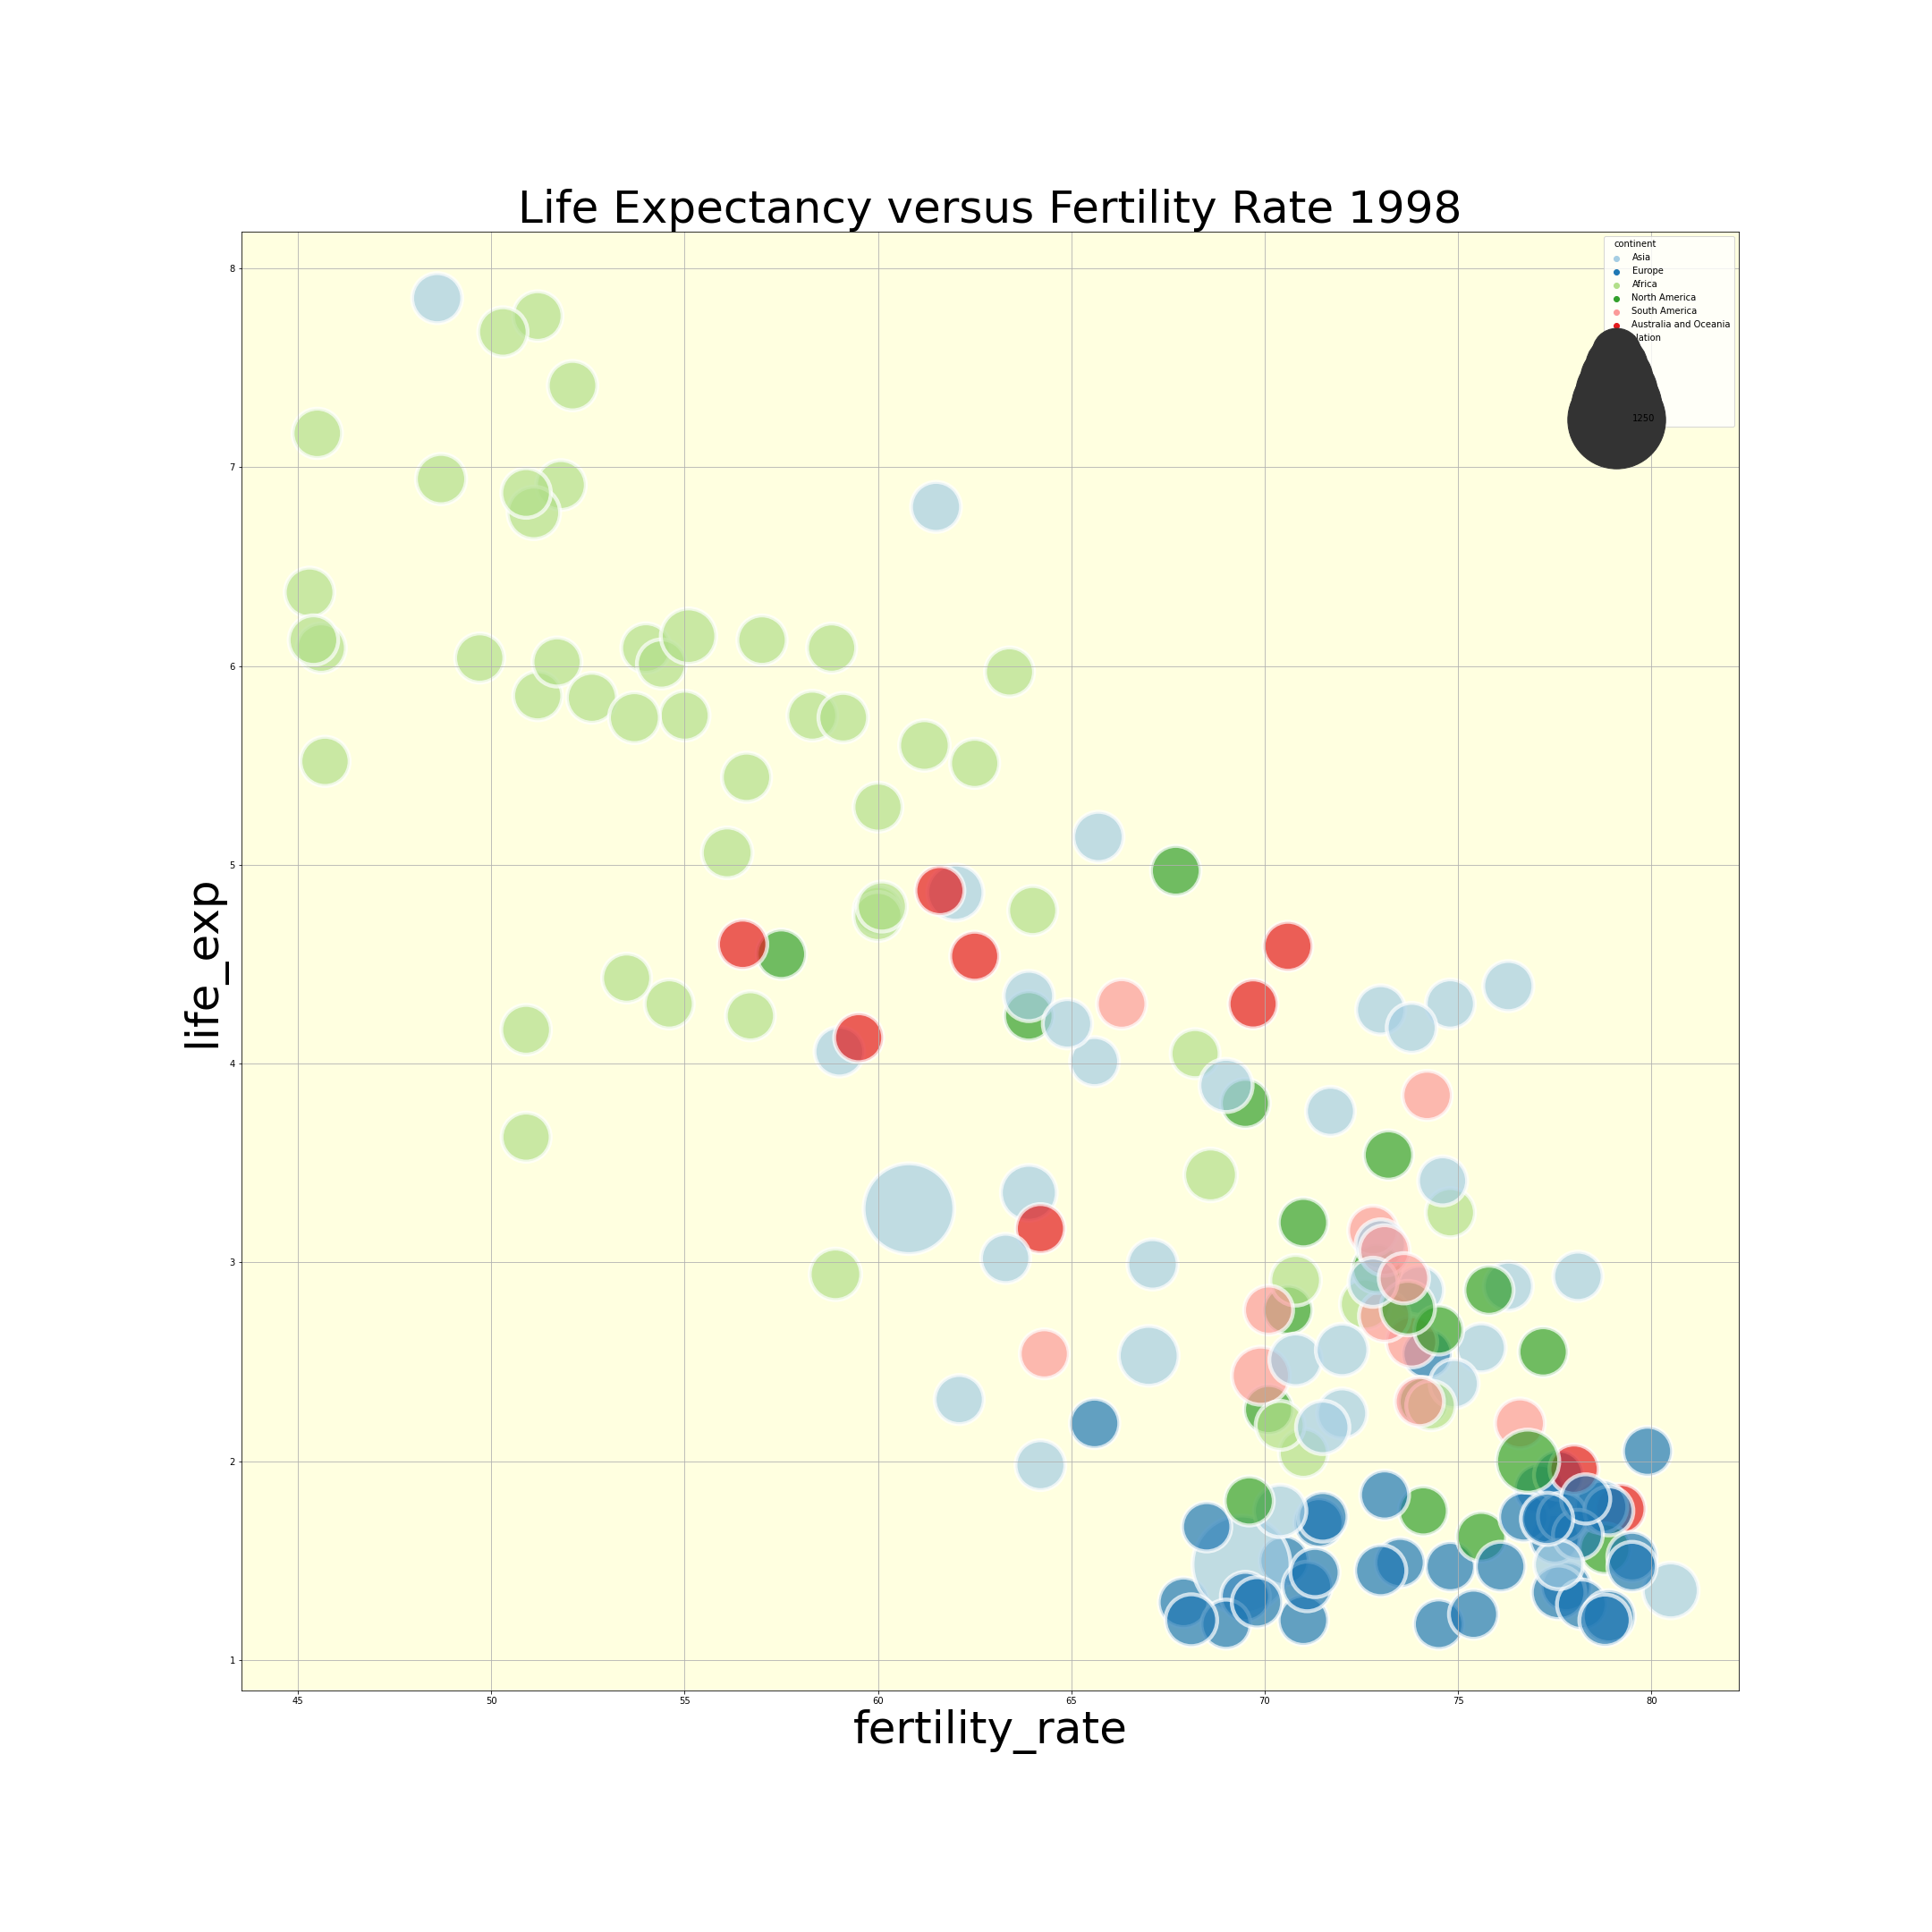 Life Expectancy versus Fertility Rate 1998
continent
Asia
Europe
Africa
North America
South America
Australia and Oceania
1250
8
7
6
5
4
3
2
1
life_exp
45 50 55 60 65 70 75 80
fertility_rate